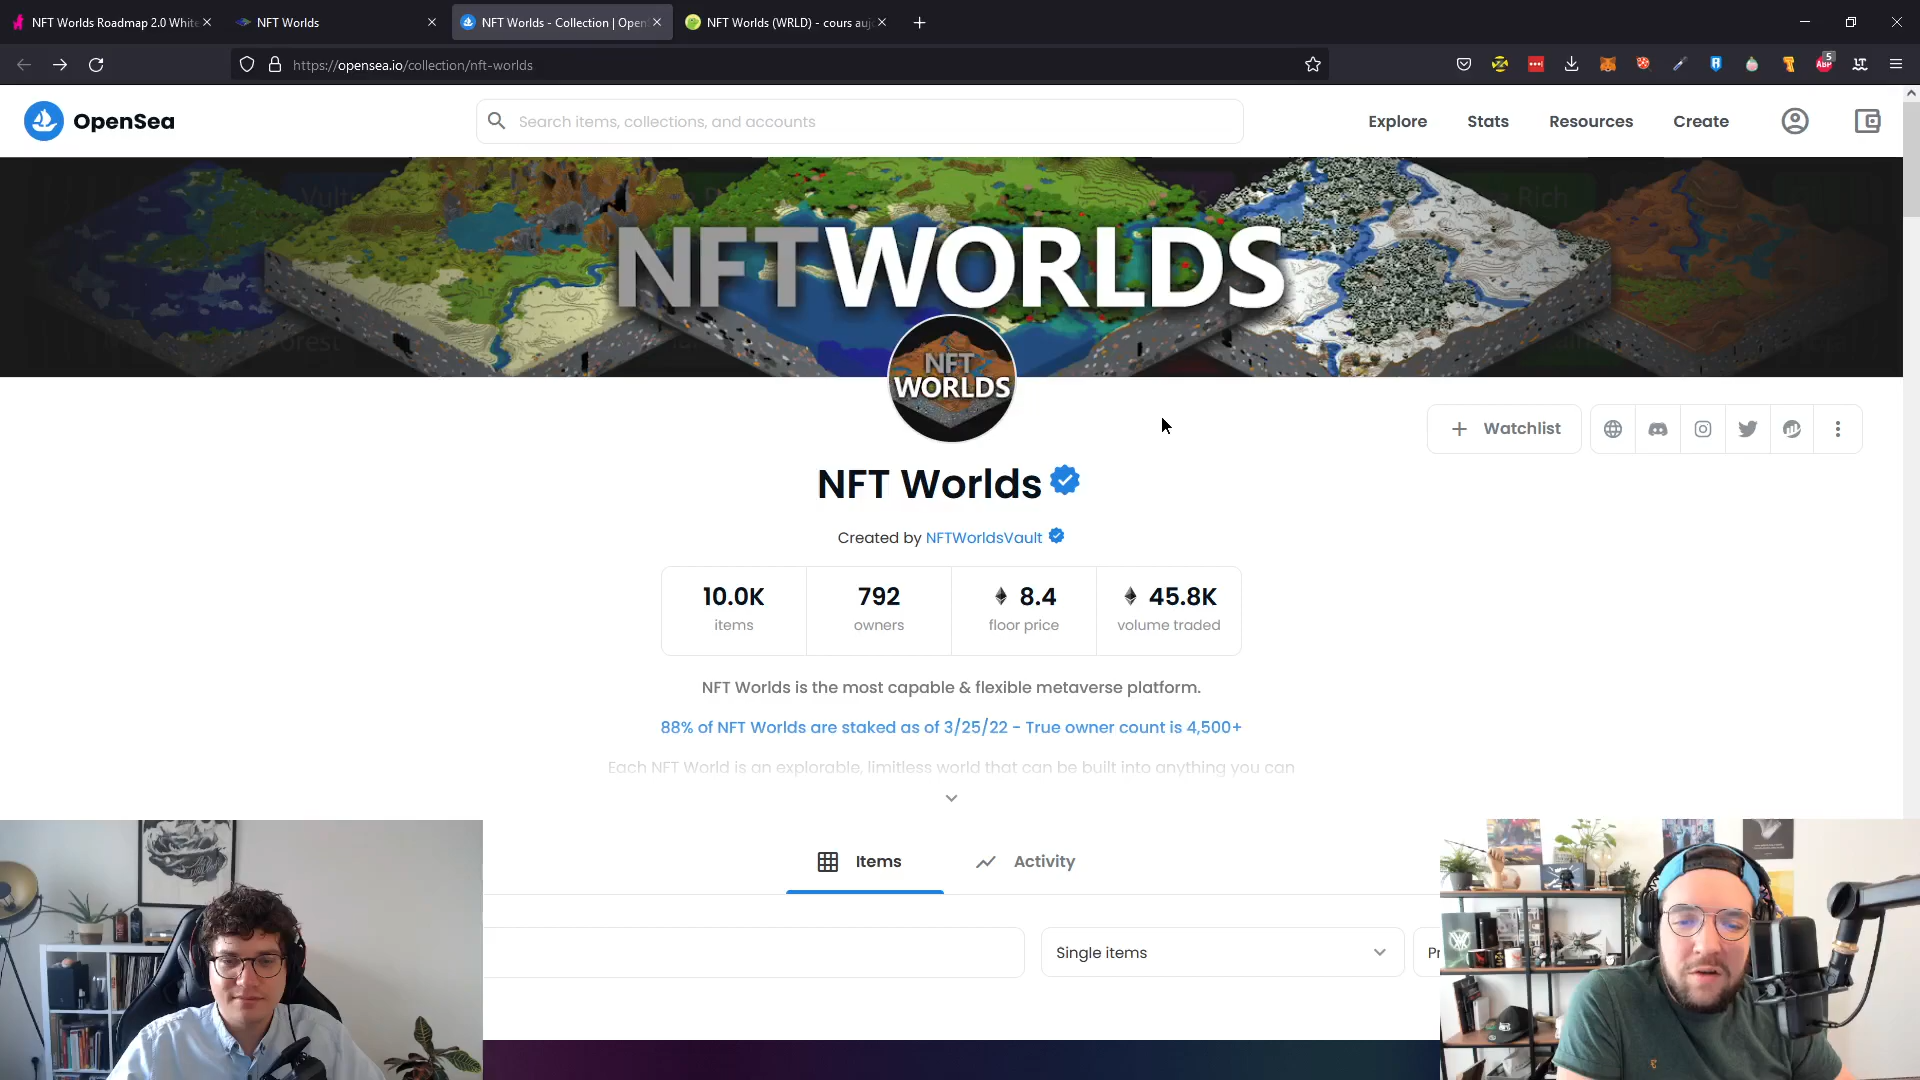 NFT Worlds Roadmap 2.0 White
NFT Worlds
NFT Worlds - Collection | Open
NFT Worlds (WRLD) - cours auj
https://opensea.io/collection/nft-worlds
5
ABP
OpenSea
Search items, collections, and accounts
Explore
Stats
Resources
Create
Rich
NFTWORLDS
NFT
WORLDS
Watchlist
NFT Worlds
Created by NFTWorldsVault
10.0K
items
792
owners
8.4
floor price
45.8K
volume traded
NFT Worlds is the most capable & flexible metaverse platform.
88% of NFT Worlds are staked as of 3/25/22 - True owner count is 4,500+
Each NFT World is an explorable, limitless world that can be built into anything you can
Items
Activity
Single items
Pr